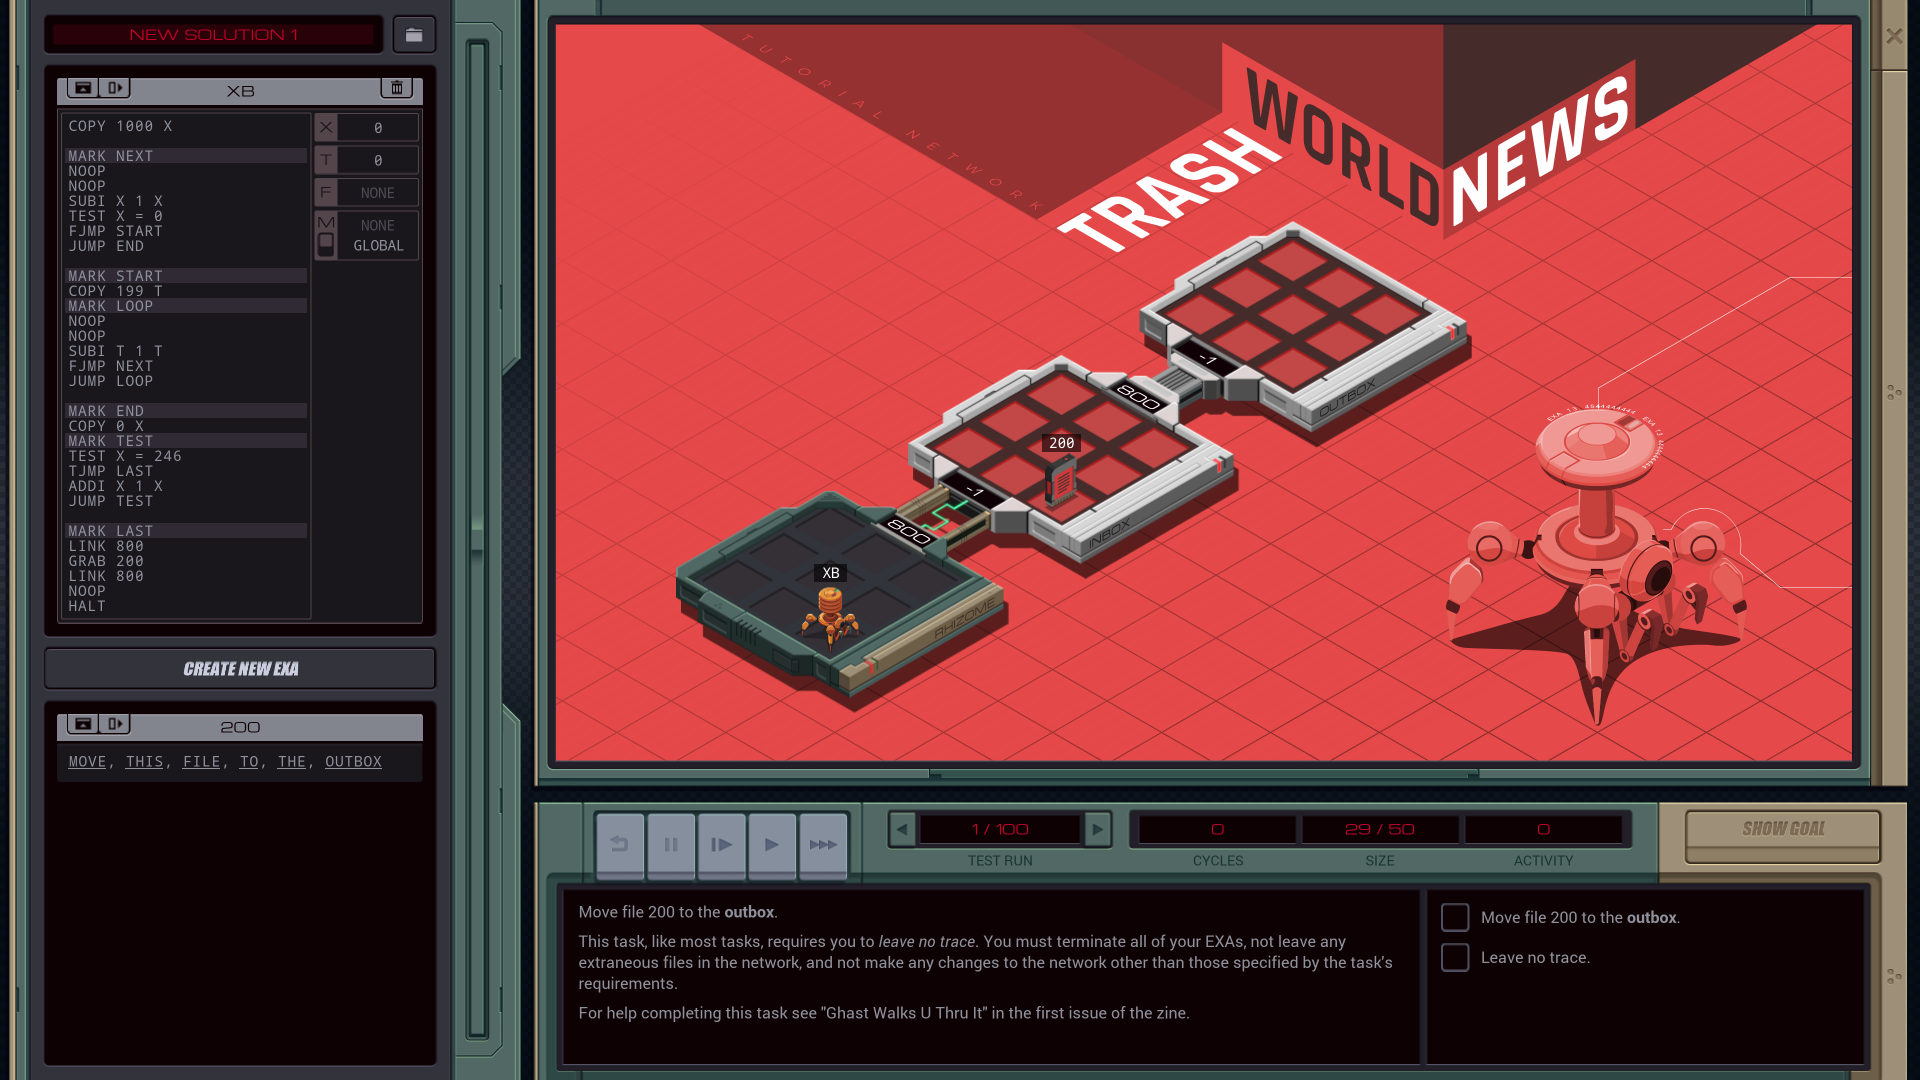 NEW SOLUTION 1
XB
COPY 1000 X
MARK NEXT
NOOP
NOOP
SUBI X 1 X
TEST X = 0
FJMP START
JUMP END
MARK START
COPY 199 T
MARK LOOP
NOOP
NOOP
SUBI T 1 T
FJMP NEXT
JUMP LOOP
MARK END
COPY 0 X
MARK TEST
TEST X = 246
TJMP LAST
ADDI X 1 X
JUMP TEST
MARK LAST
LINK 800
GRAB 200
LINK 800
NOOP
HALT
X 0
T 0
F NONE
M NONE
GLOBAL
CREATE NEW EXA
200
MOVE, THIS, FILE, TO, THE, OUTBOX
TUTORIAL NETWORK
TRASH
WORLD
NEWS
-1
OUTBOX
800
200
-1
INBOX
800
XB
RHIZOME
1 / 100
TEST RUN
0
CYCLES
29 / 50
SIZE
0
ACTIVITY
SHOW GOAL
Move file 200 to the outbox.
This task, like most tasks, requires you to leave no trace. You must terminate all of your EXAs, not leave any
extraneous files in the network, and not make any changes to the network other than those specified by the task's
requirements.
For help completing this task see "Ghast Walks U Thru It" in the first issue of the zine.
Move file 200 to the outbox.
Leave no trace.